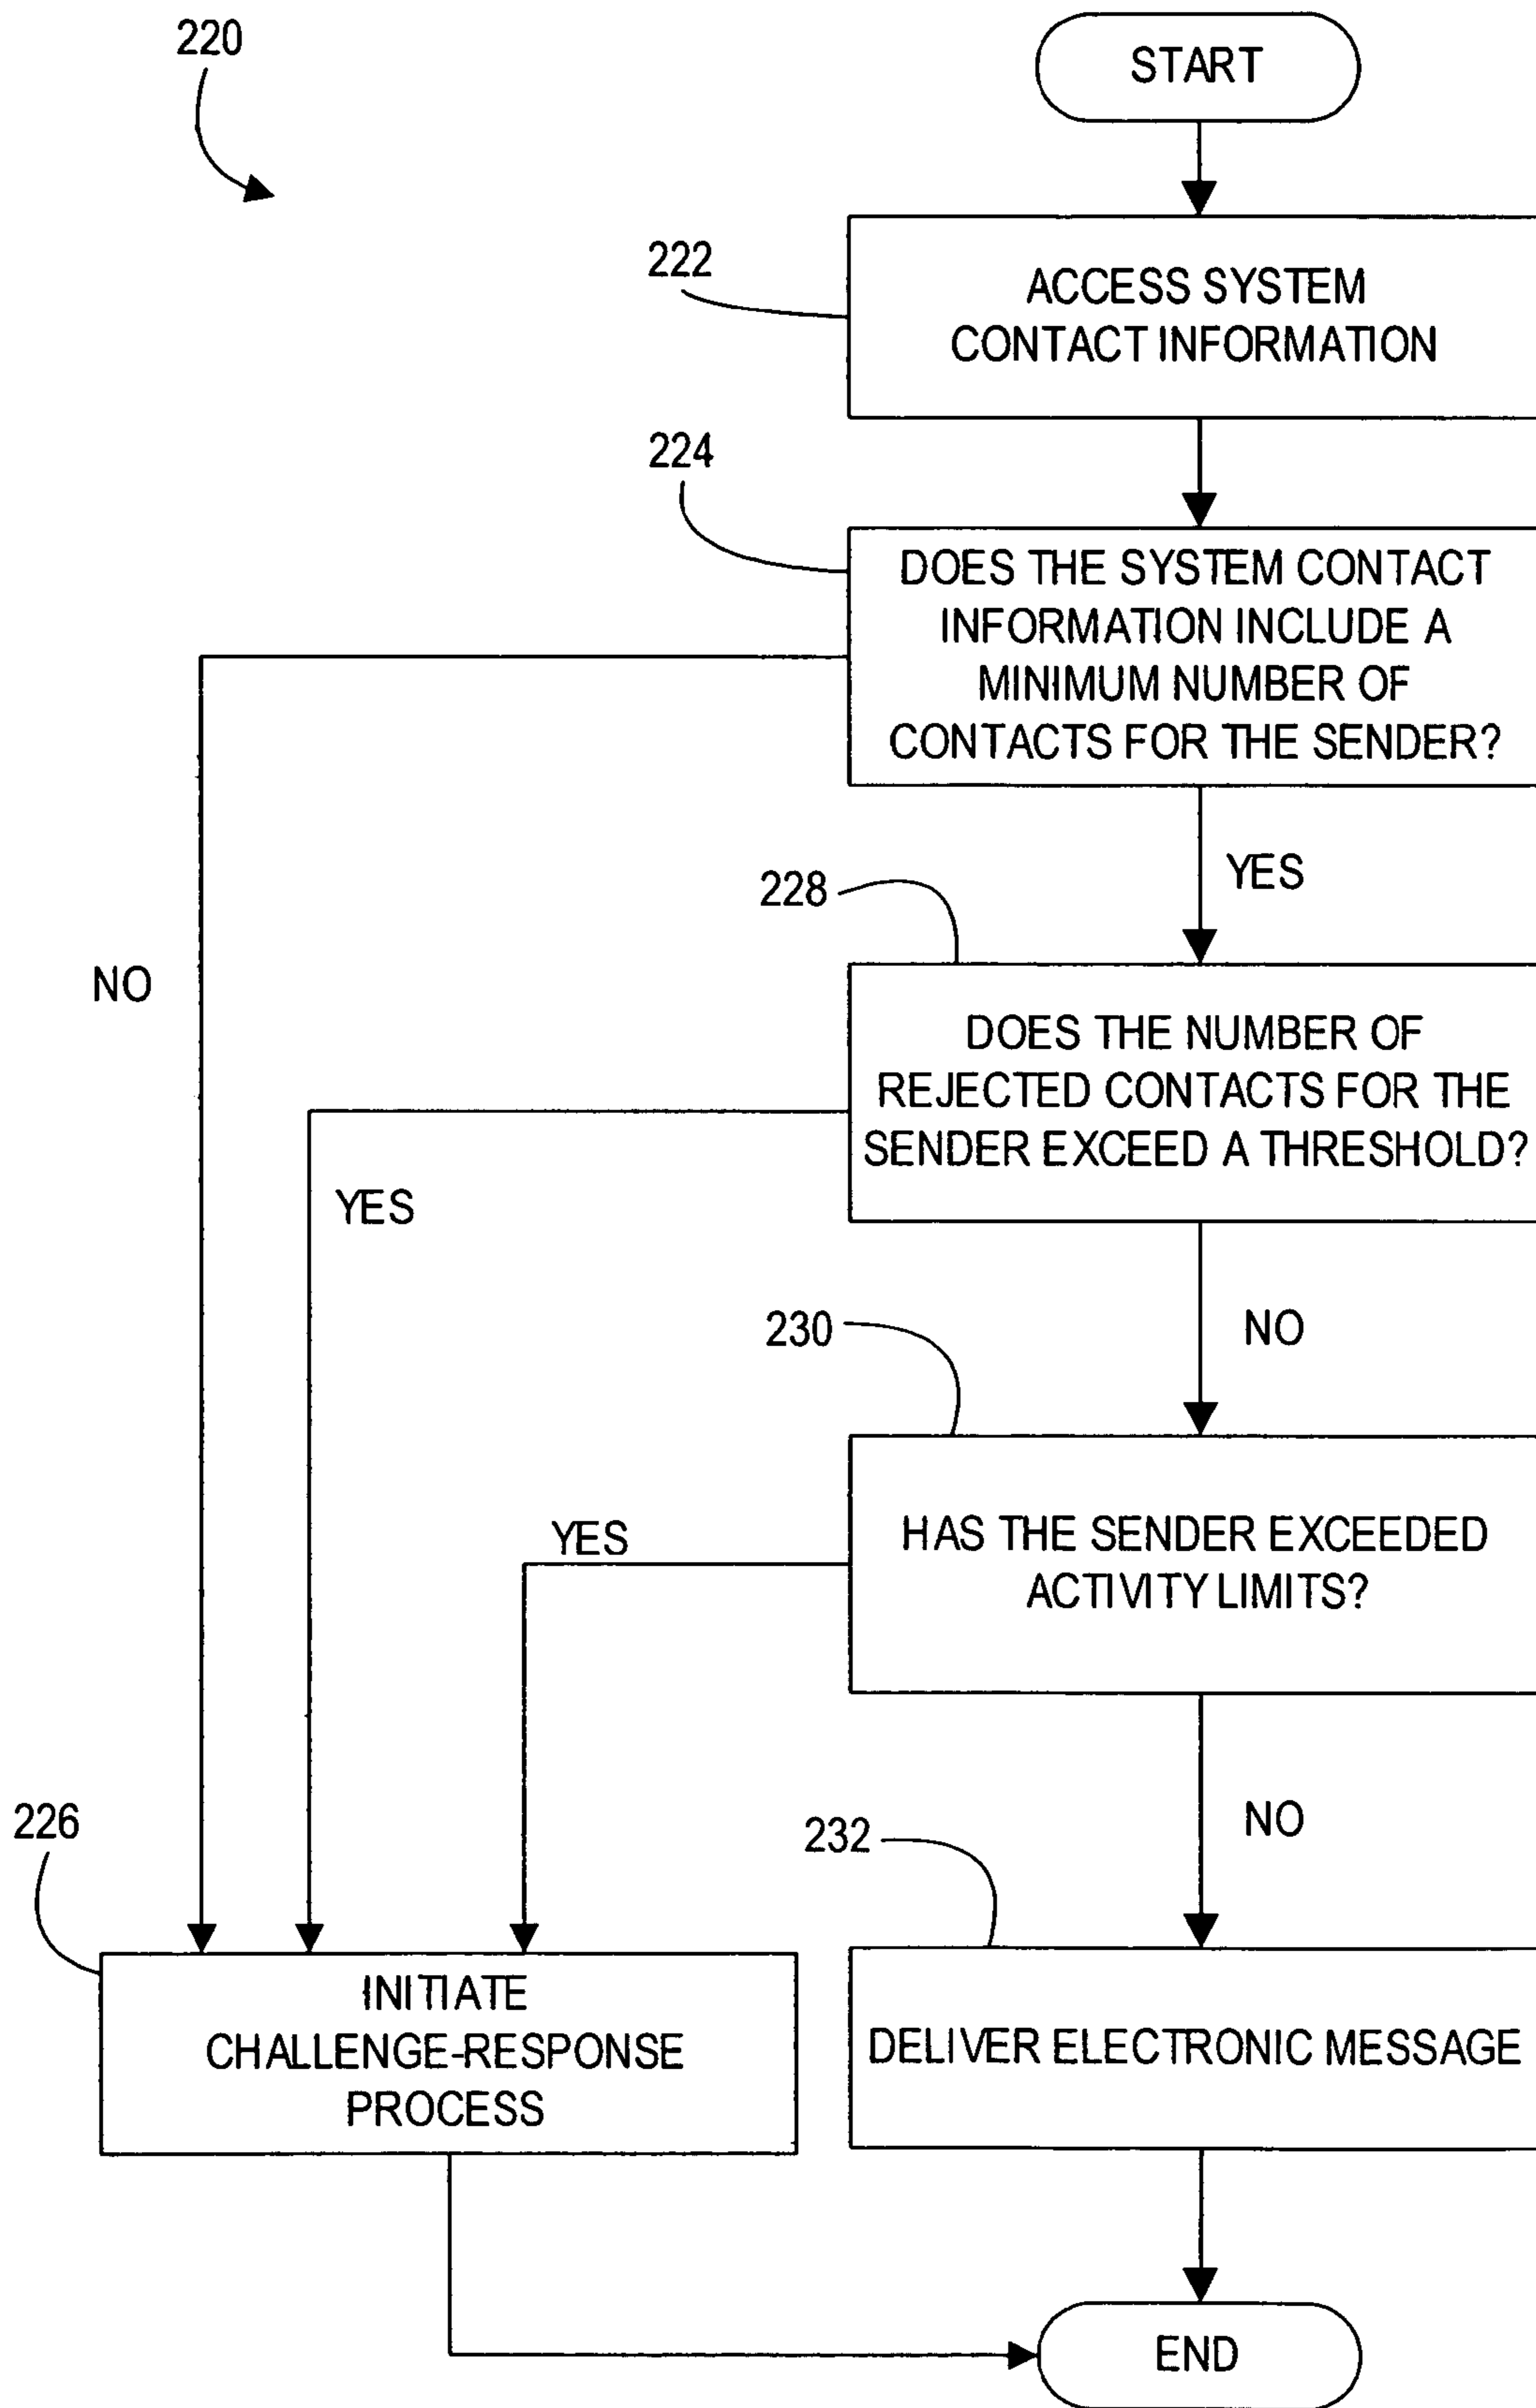 220
START
222
ACCESS SYSTEM
CONTACT INFORMATION
224
DOES THE SYSTEM CONTACT
INFORMATION INCLUDE A
MINIMUM NUMBER OF
CONTACTS FOR THE SENDER?
YES
228
NO
DOES THE NUMBER OF
REJECTED CONTACTS FOR THE
SENDER EXCEED A THRESHOLD?
YES
230
NO
HAS THE SENDER EXCEEDED
ACTIVITY LIMITS?
YES
226
232
NO
INITIATE
CHALLENGE-RESPONSE
PROCESS
DELIVER ELECTRONIC MESSAGE
END